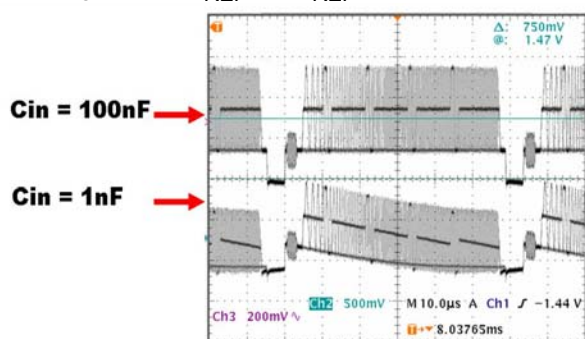 Δ: 750mV
@: 1.47 V
Cin = 100nF
Cin = 1nF
Ch2 500mV M 10.0µs A Ch1 ∫ −1.44 V
Ch3 200mV∿
8.03765ms